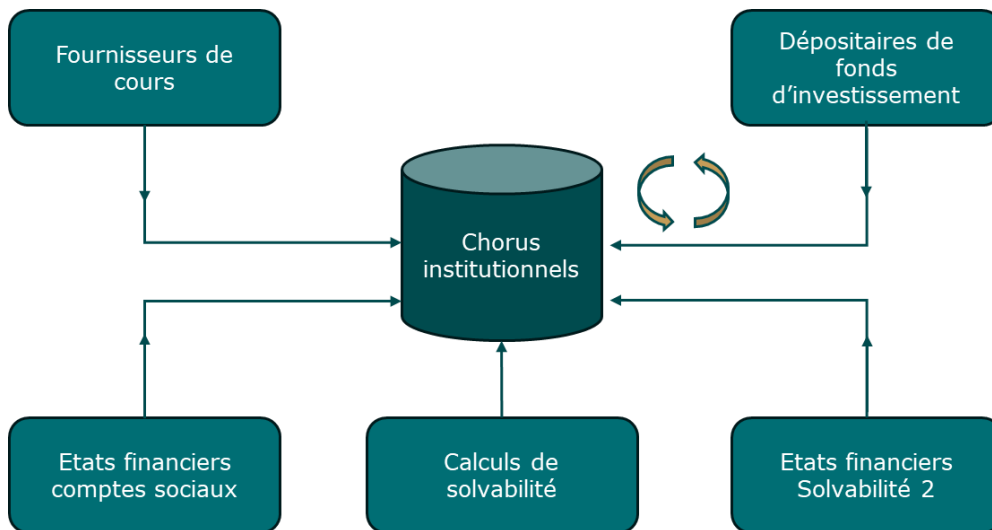 Fournisseurs de
cours
Dépositaires de
fonds
d’investissement
Chorus
institutionnels
Etats financiers
comptes sociaux
Calculs de
solvabilité
Etats financiers
Solvabilité 2